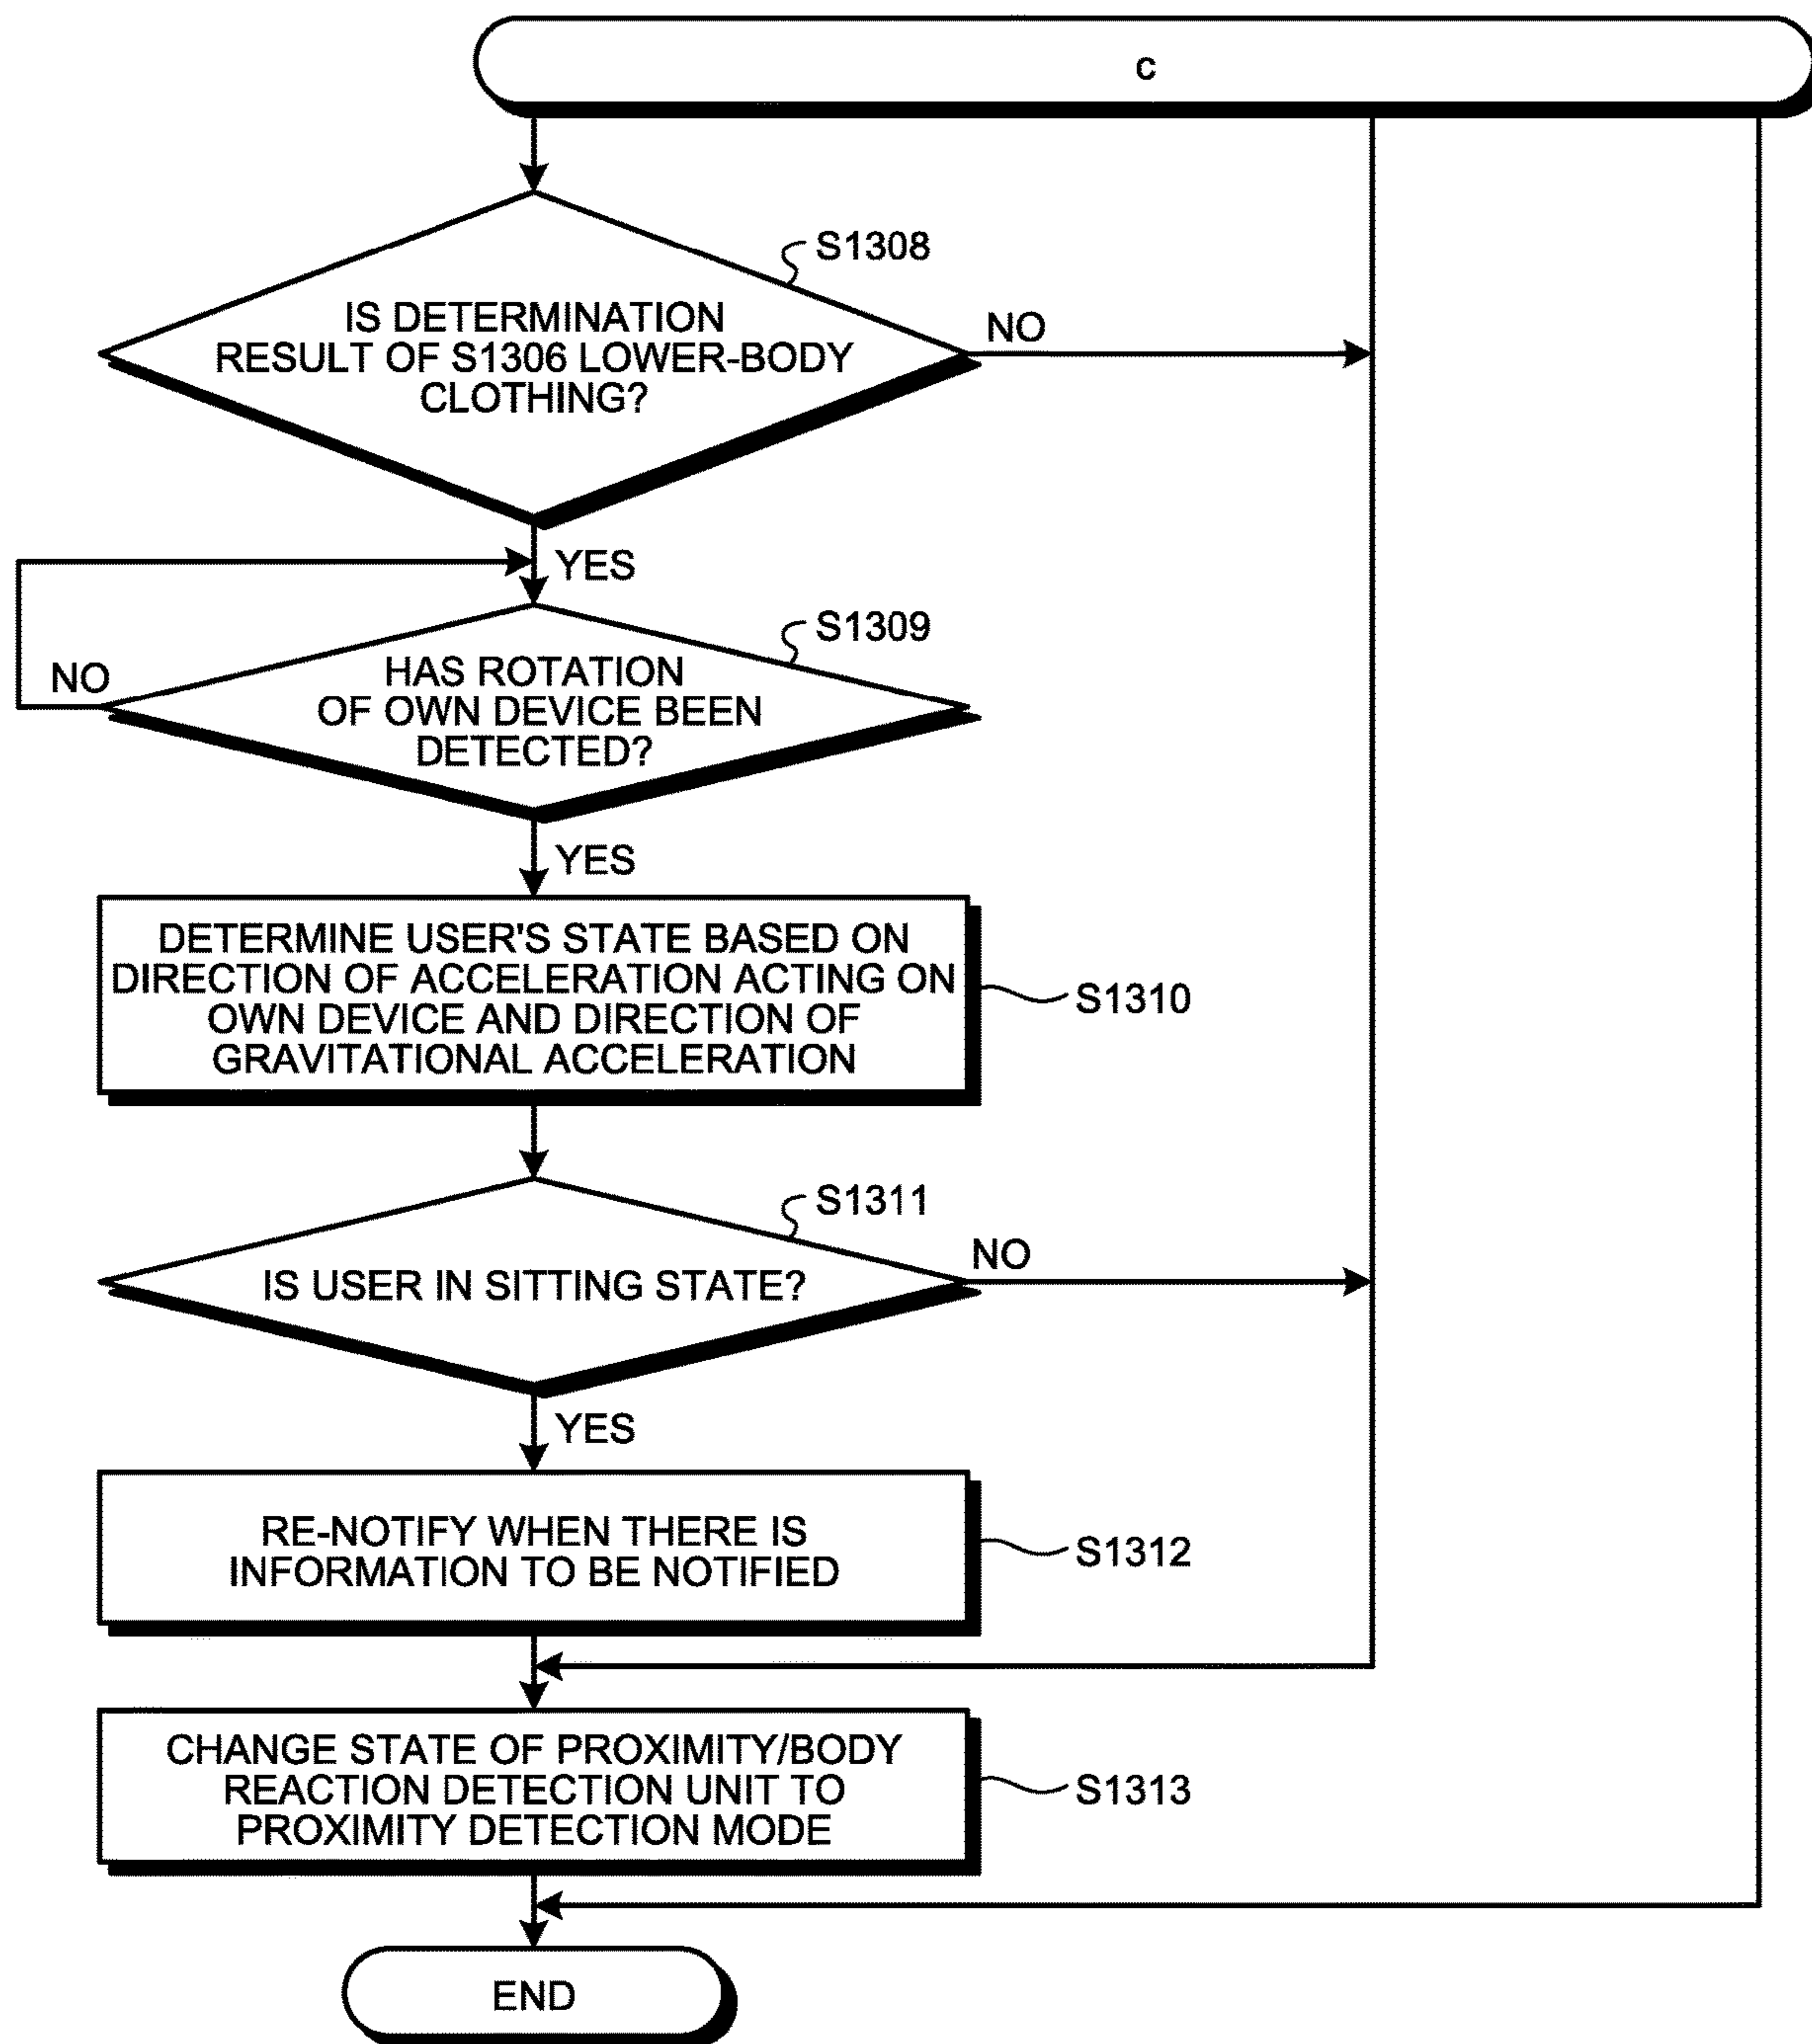 c
S1308
IS DETERMINATION
RESULT OF S1306 LOWER-BODY
CLOTHING?
NO
YES
S1309
HAS ROTATION
OF OWN DEVICE BEEN
DETECTED?
NO
YES
DETERMINE USER'S STATE BASED ON
DIRECTION OF ACCELERATION ACTING ON
OWN DEVICE AND DIRECTION OF
GRAVITATIONAL ACCELERATION
S1310
S1311
IS USER IN SITTING STATE?
NO
YES
RE-NOTIFY WHEN THERE IS
INFORMATION TO BE NOTIFIED
S1312
CHANGE STATE OF PROXIMITY/BODY
REACTION DETECTION UNIT TO
PROXIMITY DETECTION MODE
S1313
END